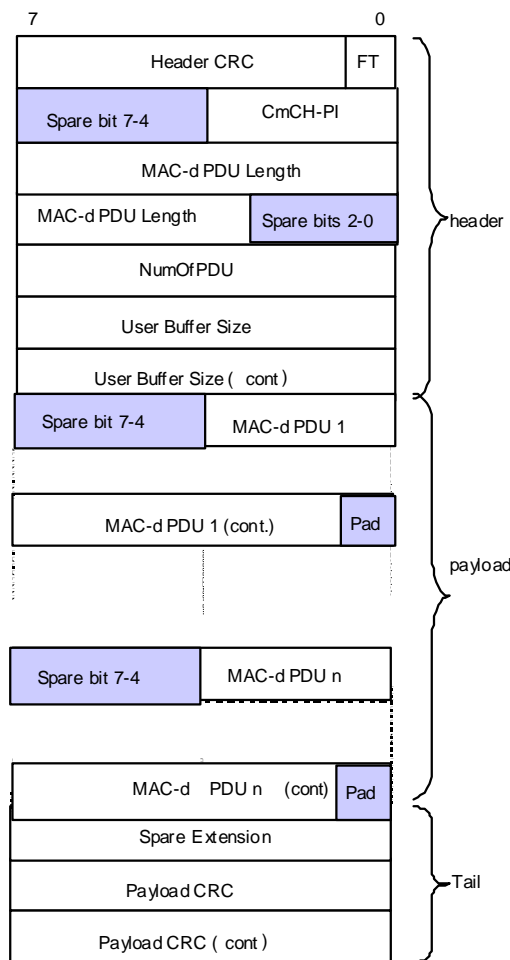 7 0
Header CRC FT
Spare bit 7-4 CmCH-PI
MAC-d PDU Length
MAC-d PDU Length Spare bits 2-0
header
NumOfPDU
User Buffer Size
User Buffer Size ( cont)
Spare bit 7-4 MAC-d PDU 1
MAC-d PDU 1 (cont.) Pad
payload
Spare bit 7-4 MAC-d PDU n
MAC-d PDU n (cont) Pad
Spare Extension
Payload CRC
Tail
Payload CRC ( cont )